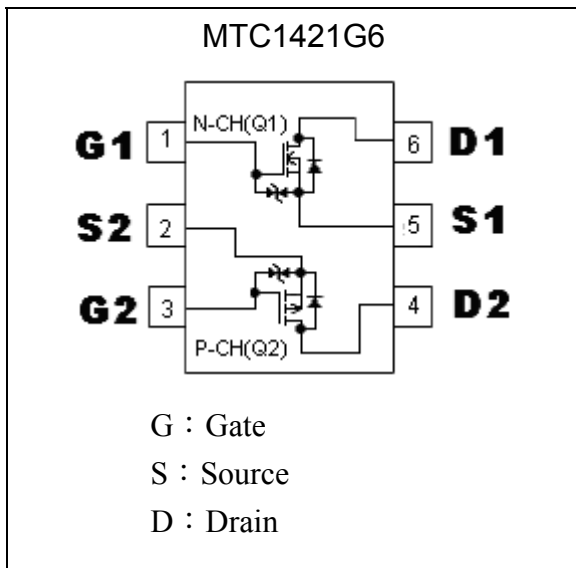 MTC1421G6
N-CH(Q1)
G1 1 6 D1
S2 2 5 S1
G2 3 4 D2
P-CH(Q2)
G：Gate
S：Source
D：Drain